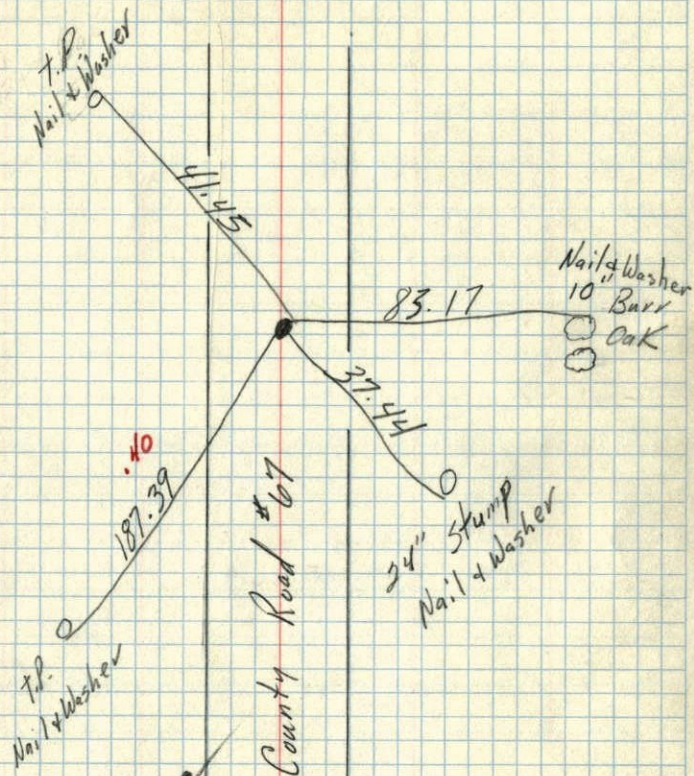 T.P.
Nail & Washer
41.45
83.17
Nail & Washer
10" Burr
Oak
37.44
24" Stump
Nail & Washer
.40
187.39
T.P.
Nail & Washer
County Road #67